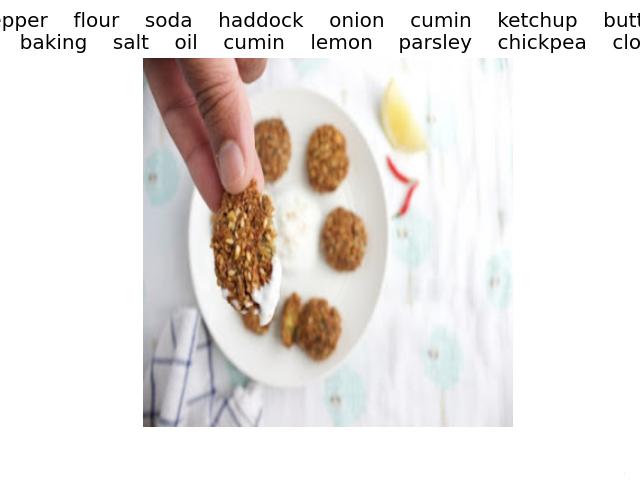 epper flour soda haddock onion cumin ketchup butt
baking salt oil cumin lemon parsley chickpea clo